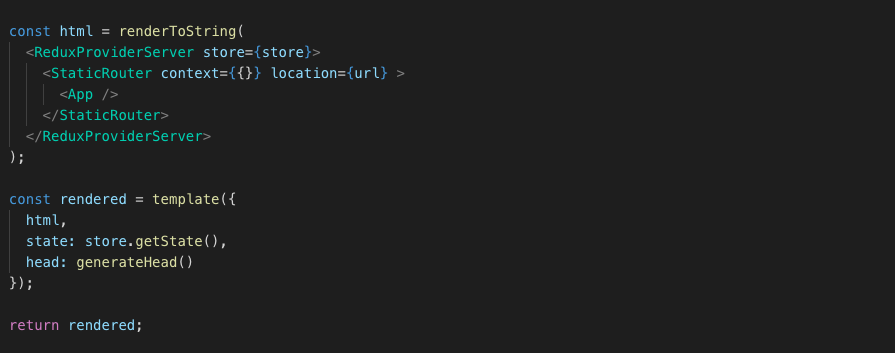 const html = renderToString(
  <ReduxProviderServer store={store}>
    <StaticRouter context={{}} location={url} >
      <App />
    </StaticRouter>
  </ReduxProviderServer>
);

const rendered = template({
  html,
  state: store.getState(),
  head: generateHead()
});

return rendered;